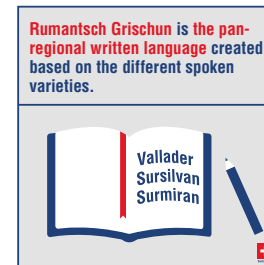 Rumantsch Grischun is the pan-
regional written language created
based on the different spoken
varieties.
Vallader
Sursilvan
Surmiran